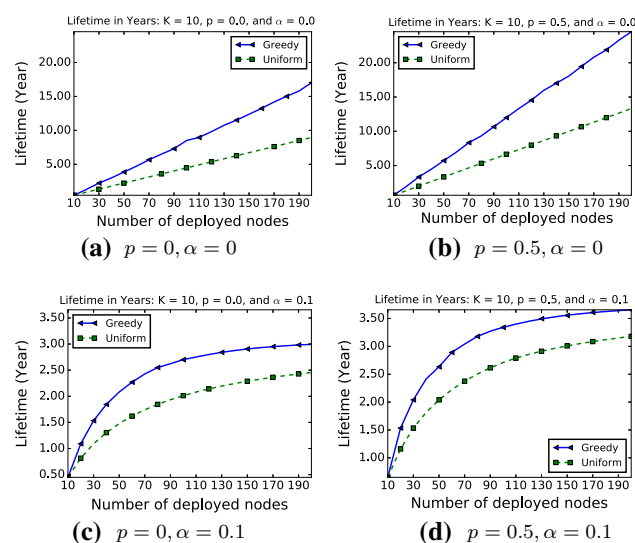 Lifetime in Years: K = 10, p = 0.0, and α = 0.0
Lifetime (Year)
20.00
15.00
10.00
5.00
Greedy
Uniform
10 30 50 70 90 110 130 150 170 190
Number of deployed nodes
(a) p = 0, α = 0
Lifetime in Years: K = 10, p = 0.5, and α = 0.0
Lifetime (Year)
20.00
15.00
10.00
5.00
Greedy
Uniform
10 30 50 70 90 110 130 150 170 190
Number of deployed nodes
(b) p = 0.5, α = 0
Lifetime in Years: K = 10, p = 0.0, and α = 0.1
Lifetime (Year)
3.50
3.00
2.50
2.00
1.50
1.00
0.50
Greedy
Uniform
10 30 50 70 90 110 130 150 170 190
Number of deployed nodes
(c) p = 0, α = 0.1
Lifetime in Years: K = 10, p = 0.5, and α = 0.1
Lifetime (Year)
3.50
3.00
2.50
2.00
1.50
1.00
Greedy
Uniform
10 30 50 70 90 110 130 150 170 190
Number of deployed nodes
(d) p = 0.5, α = 0.1